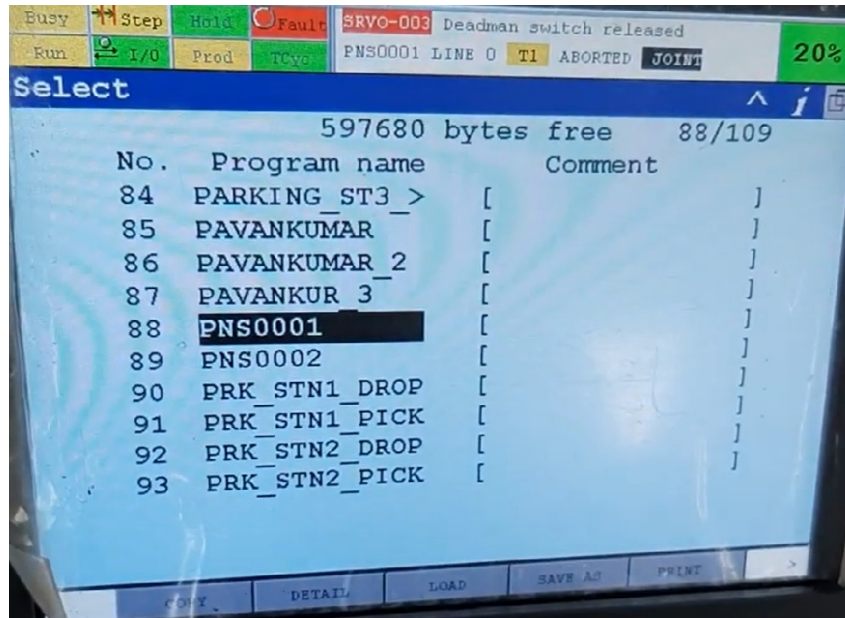 Busy Step Hold Fault SRVO-003 Deadman switch released
Run I/O Prod TCyc PNS0001 LINE 0 T1 ABORTED JOINT 20%
Select
597680 bytes free 88/109
No. Program name Comment
84 PARKING_ST3_> [ ]
85 PAVANKUMAR [ ]
86 PAVANKUMAR_2 [ ]
87 PAVANKUR_3 [ ]
88 PNS0001 [ ]
89 PNS0002 [ ]
90 PRK_STN1_DROP [ ]
91 PRK_STN1_PICK [ ]
92 PRK_STN2_DROP [ ]
93 PRK_STN2_PICK [ ]
COPY DETAIL LOAD SAVE AS PRINT >